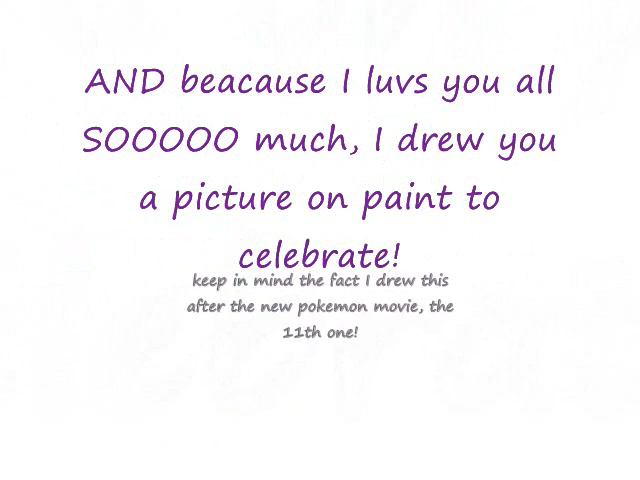 AND beacause I luvs you all
SOOOOO much, I drew you
a picture on paint to
celebrate!
keep in mind the fact I drew this
after the new pokemon movie, the
11th one!